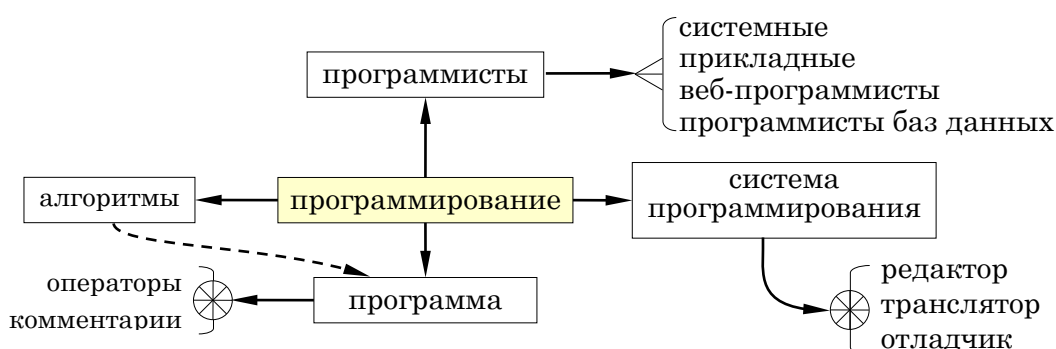 системные
прикладные
веб-программисты
программисты баз данных
программисты
алгоритмы
программирование
система
программирования
операторы
комментарии
программа
редактор
транслятор
отладчик